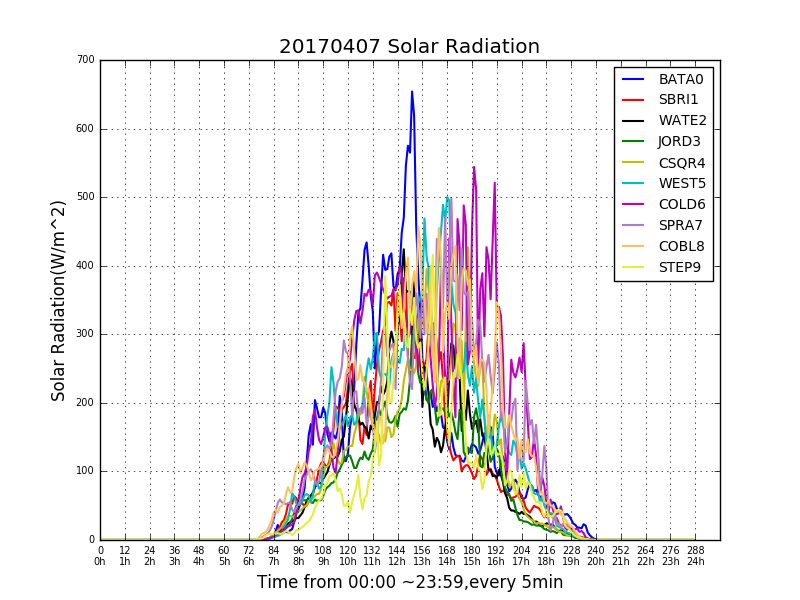 20170407 Solar Radiation
Solar Radiation(W/m^2)
700
600
500
400
300
200
100
0
BATA0
SBRI1
WATE2
JORD3
CSQR4
WEST5
COLD6
SPRA7
COBL8
STEP9
0 12 24 36 48 60 72 84 96 108 120 132 144 156 168 180 192 204 216 228 240 252 264 276 288
0h 1h 2h 3h 4h 5h 6h 7h 8h 9h 10h 11h 12h 13h 14h 15h 16h 17h 18h 19h 20h 21h 22h 23h 24h
Time from 00:00 ~23:59,every 5min